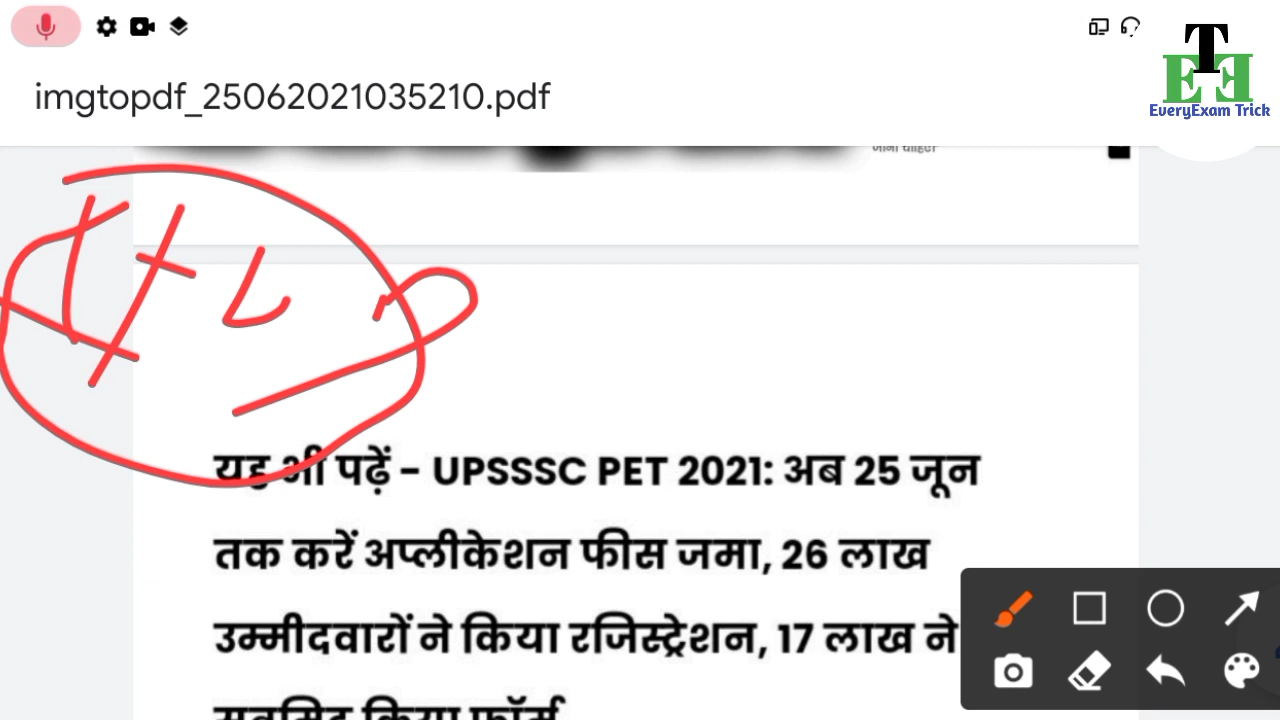 T
EE
EveryExam Trick
imgtopdf_25062021035210.pdf
यह भी पढ़ें - UPSSSC PET 2021: अब 25 जून
तक करें अप्लीकेशन फीस जमा, 26 लाख
उम्मीदवारों ने किया रजिस्ट्रेशन, 17 लाख ने